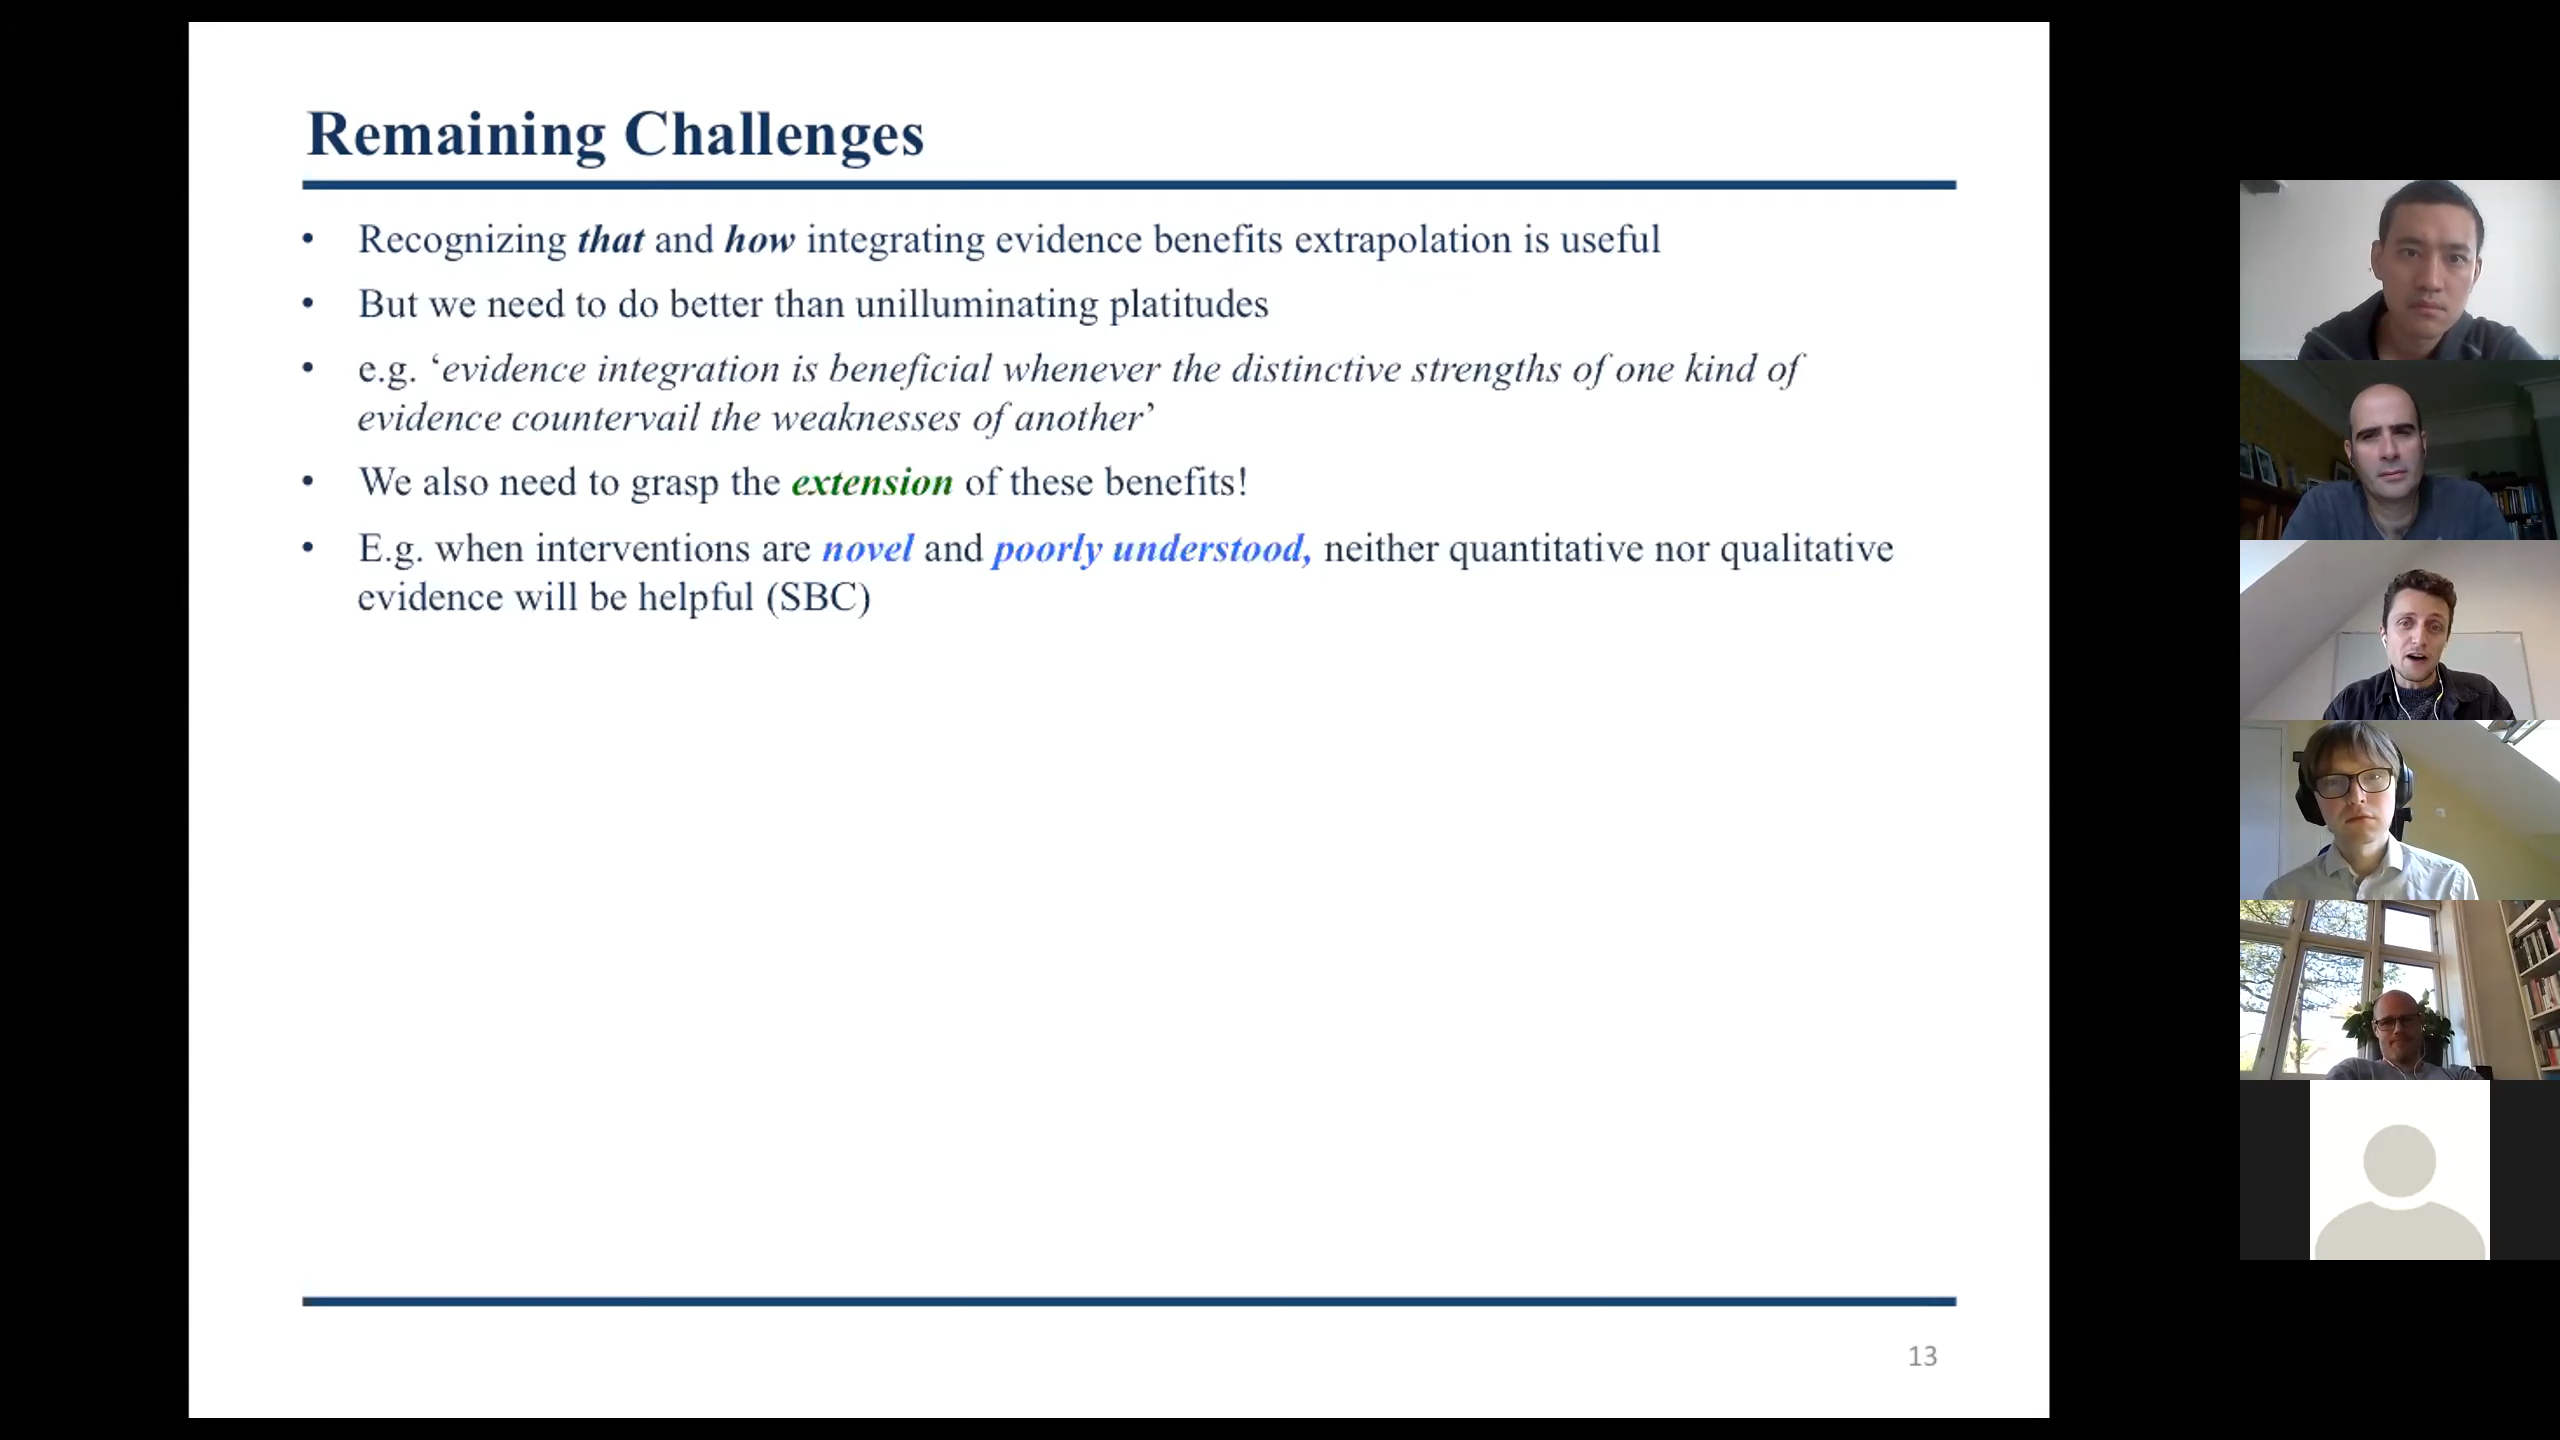 Remaining Challenges
• Recognizing that and how integrating evidence benefits extrapolation is useful
• But we need to do better than unilluminating platitudes
• e.g. ‘evidence integration is beneficial whenever the distinctive strengths of one kind of
evidence countervail the weaknesses of another’
• We also need to grasp the extension of these benefits!
• E.g. when interventions are novel and poorly understood, neither quantitative nor qualitative
evidence will be helpful (SBC)
13